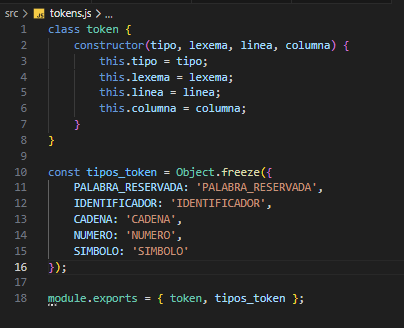 src > JS tokens.js > ...
1 class token {
2     constructor(tipo, lexema, linea, columna) {
3         this.tipo = tipo;
4         this.lexema = lexema;
5         this.linea = linea;
6         this.columna = columna;
7     }
8 }
9
10 const tipos_token = Object.freeze({
11     PALABRA_RESERVADA: 'PALABRA_RESERVADA',
12     IDENTIFICADOR: 'IDENTIFICADOR',
13     CADENA: 'CADENA',
14     NUMERO: 'NUMERO',
15     SIMBOLO: 'SIMBOLO'
16 });
17
18 module.exports = { token, tipos_token };